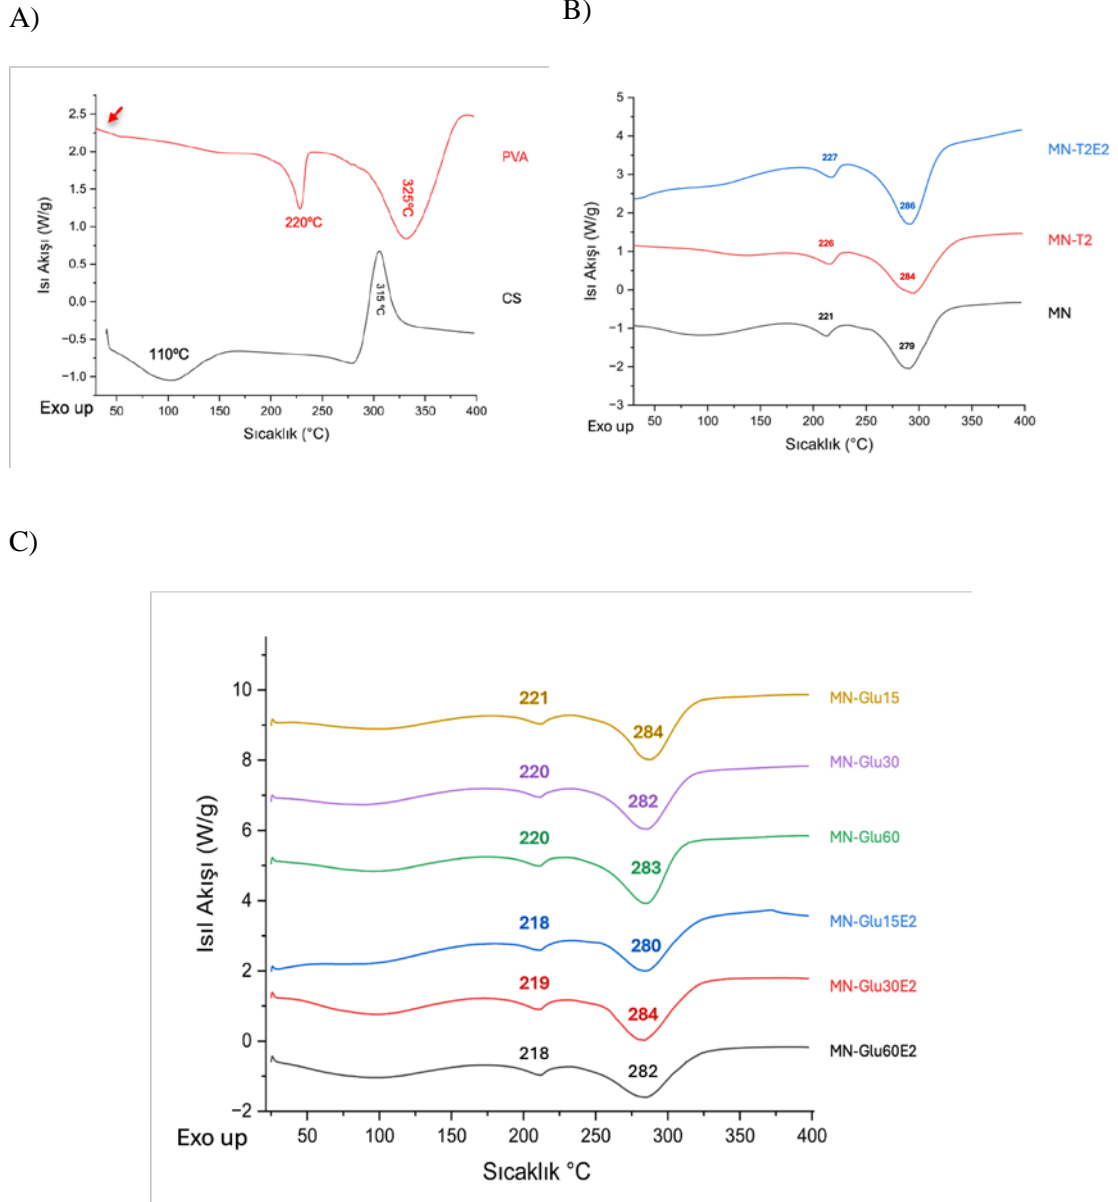 A)
2.5
2.0
1.5
1.0
0.5
0.0
−0.5
−1.0
Isı Akışı (W/g)
PVA
220ºC
325ºC
CS
315 ºC
110ºC
Exo up
50
100
150
200
250
300
350
400
Sıcaklık (°C)
B)
5
4
3
2
1
0
−1
−2
−3
Isı Akışı (W/g)
227
286
MN-T2E2
226
284
MN-T2
221
279
MN
Exo up
50
100
150
200
250
300
350
400
Sıcaklık (°C)
C)
10
8
6
4
2
0
−2
Isıl Akışı (W/g)
221
284
MN-Glu15
220
282
MN-Glu30
220
283
MN-Glu60
218
280
MN-Glu15E2
219
284
MN-Glu30E2
218
282
MN-Glu60E2
Exo up
50
100
150
200
250
300
350
400
Sıcaklık °C